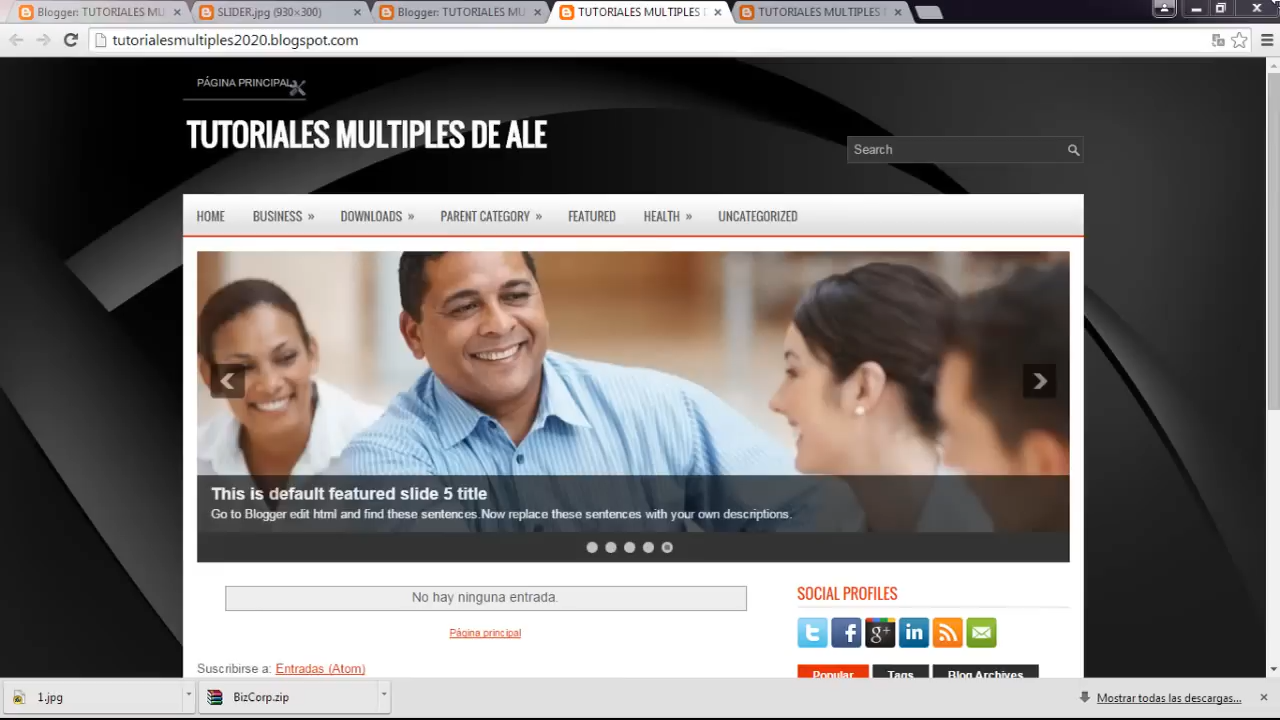 Blogger: TUTORIALES MU
SLIDER.jpg (930×300)
Blogger: TUTORIALES MU
TUTORIALES MULTIPLES D
TUTORIALES MULTIPLES D
tutorialesmultiples2020.blogspot.com
PÁGINA PRINCIPAL
TUTORIALES MULTIPLES DE ALE
Search
HOME BUSINESS » DOWNLOADS » PARENT CATEGORY » FEATURED HEALTH » UNCATEGORIZED
This is default featured slide 5 title
Go to Blogger edit html and find these sentences.Now replace these sentences with your own descriptions.
No hay ninguna entrada.
Página principal
Suscribirse a: Entradas (Atom)
SOCIAL PROFILES
Popular Tags Blog Archives
1.jpg
BizCorp.zip
Mostrar todas las descargas...